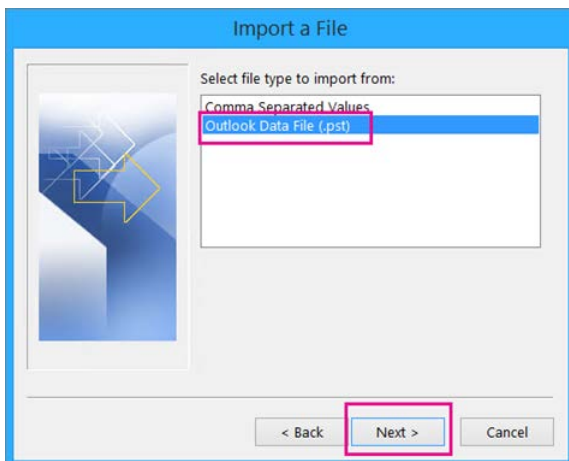 Import a File
Select file type to import from:
Comma Separated Values
Outlook Data File (.pst)
< Back Next > Cancel